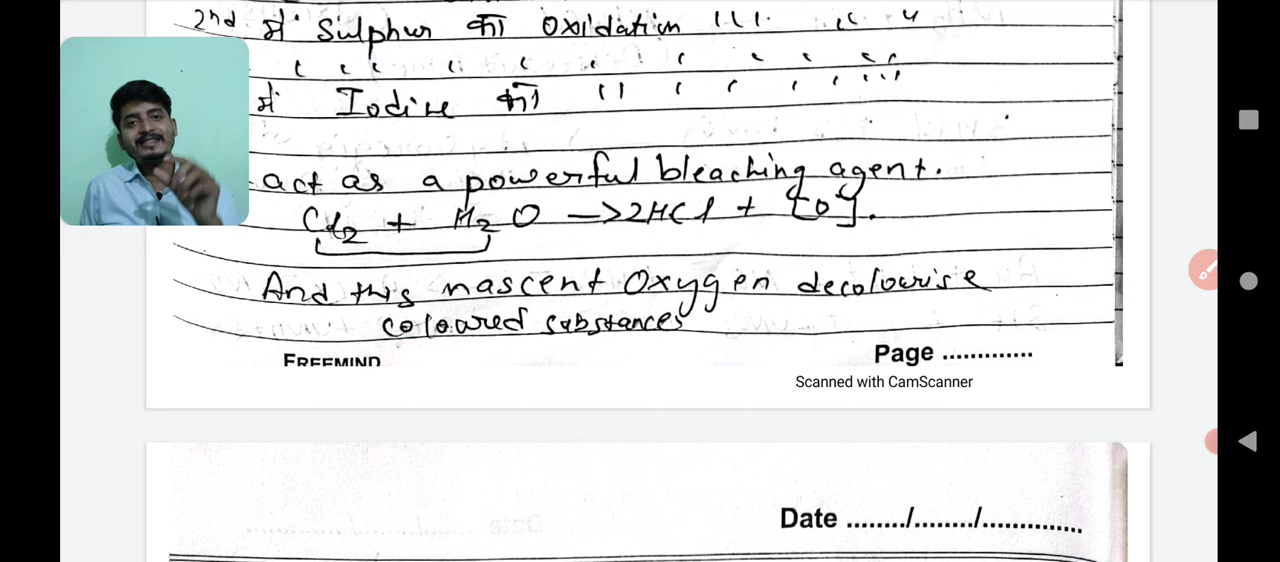 2nd में Sulphur का Oxidation
में Iodine का
act as a powerful bleaching agent.
Cl2 + H2O → 2HCl + [O].
And this nascent Oxygen decolourise
coloured substances
FREEMIND
Page .............
Scanned with CamScanner
Date ......../......../..............